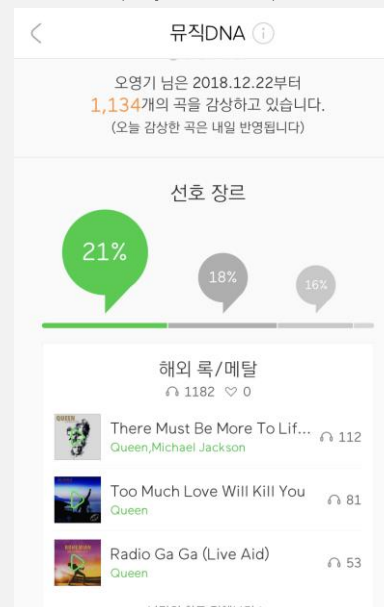 뮤직DNA
오영기 님은 2018.12.22부터
1,134개의 곡을 감상하고 있습니다.
(오늘 감상한 곡은 내일 반영됩니다)
선호 장르
21%
18%
16%
해외 록/메탈
1182 0
There Must Be More To Lif... 112
Queen,Michael Jackson
Too Much Love Will Kill You 81
Queen
Radio Ga Ga (Live Aid) 53
Queen